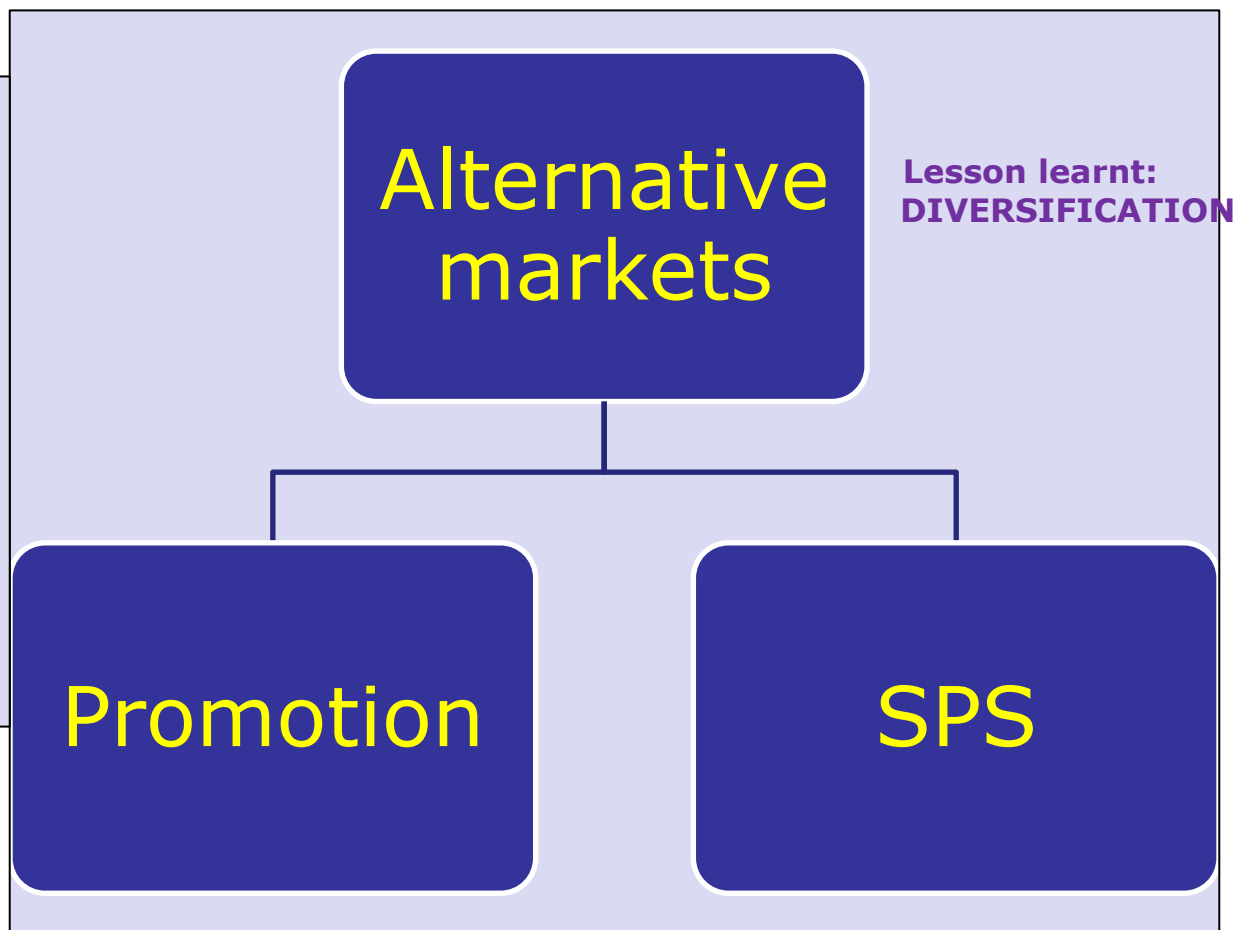 Alternative
markets
Lesson learnt:
DIVERSIFICATION
Promotion
SPS